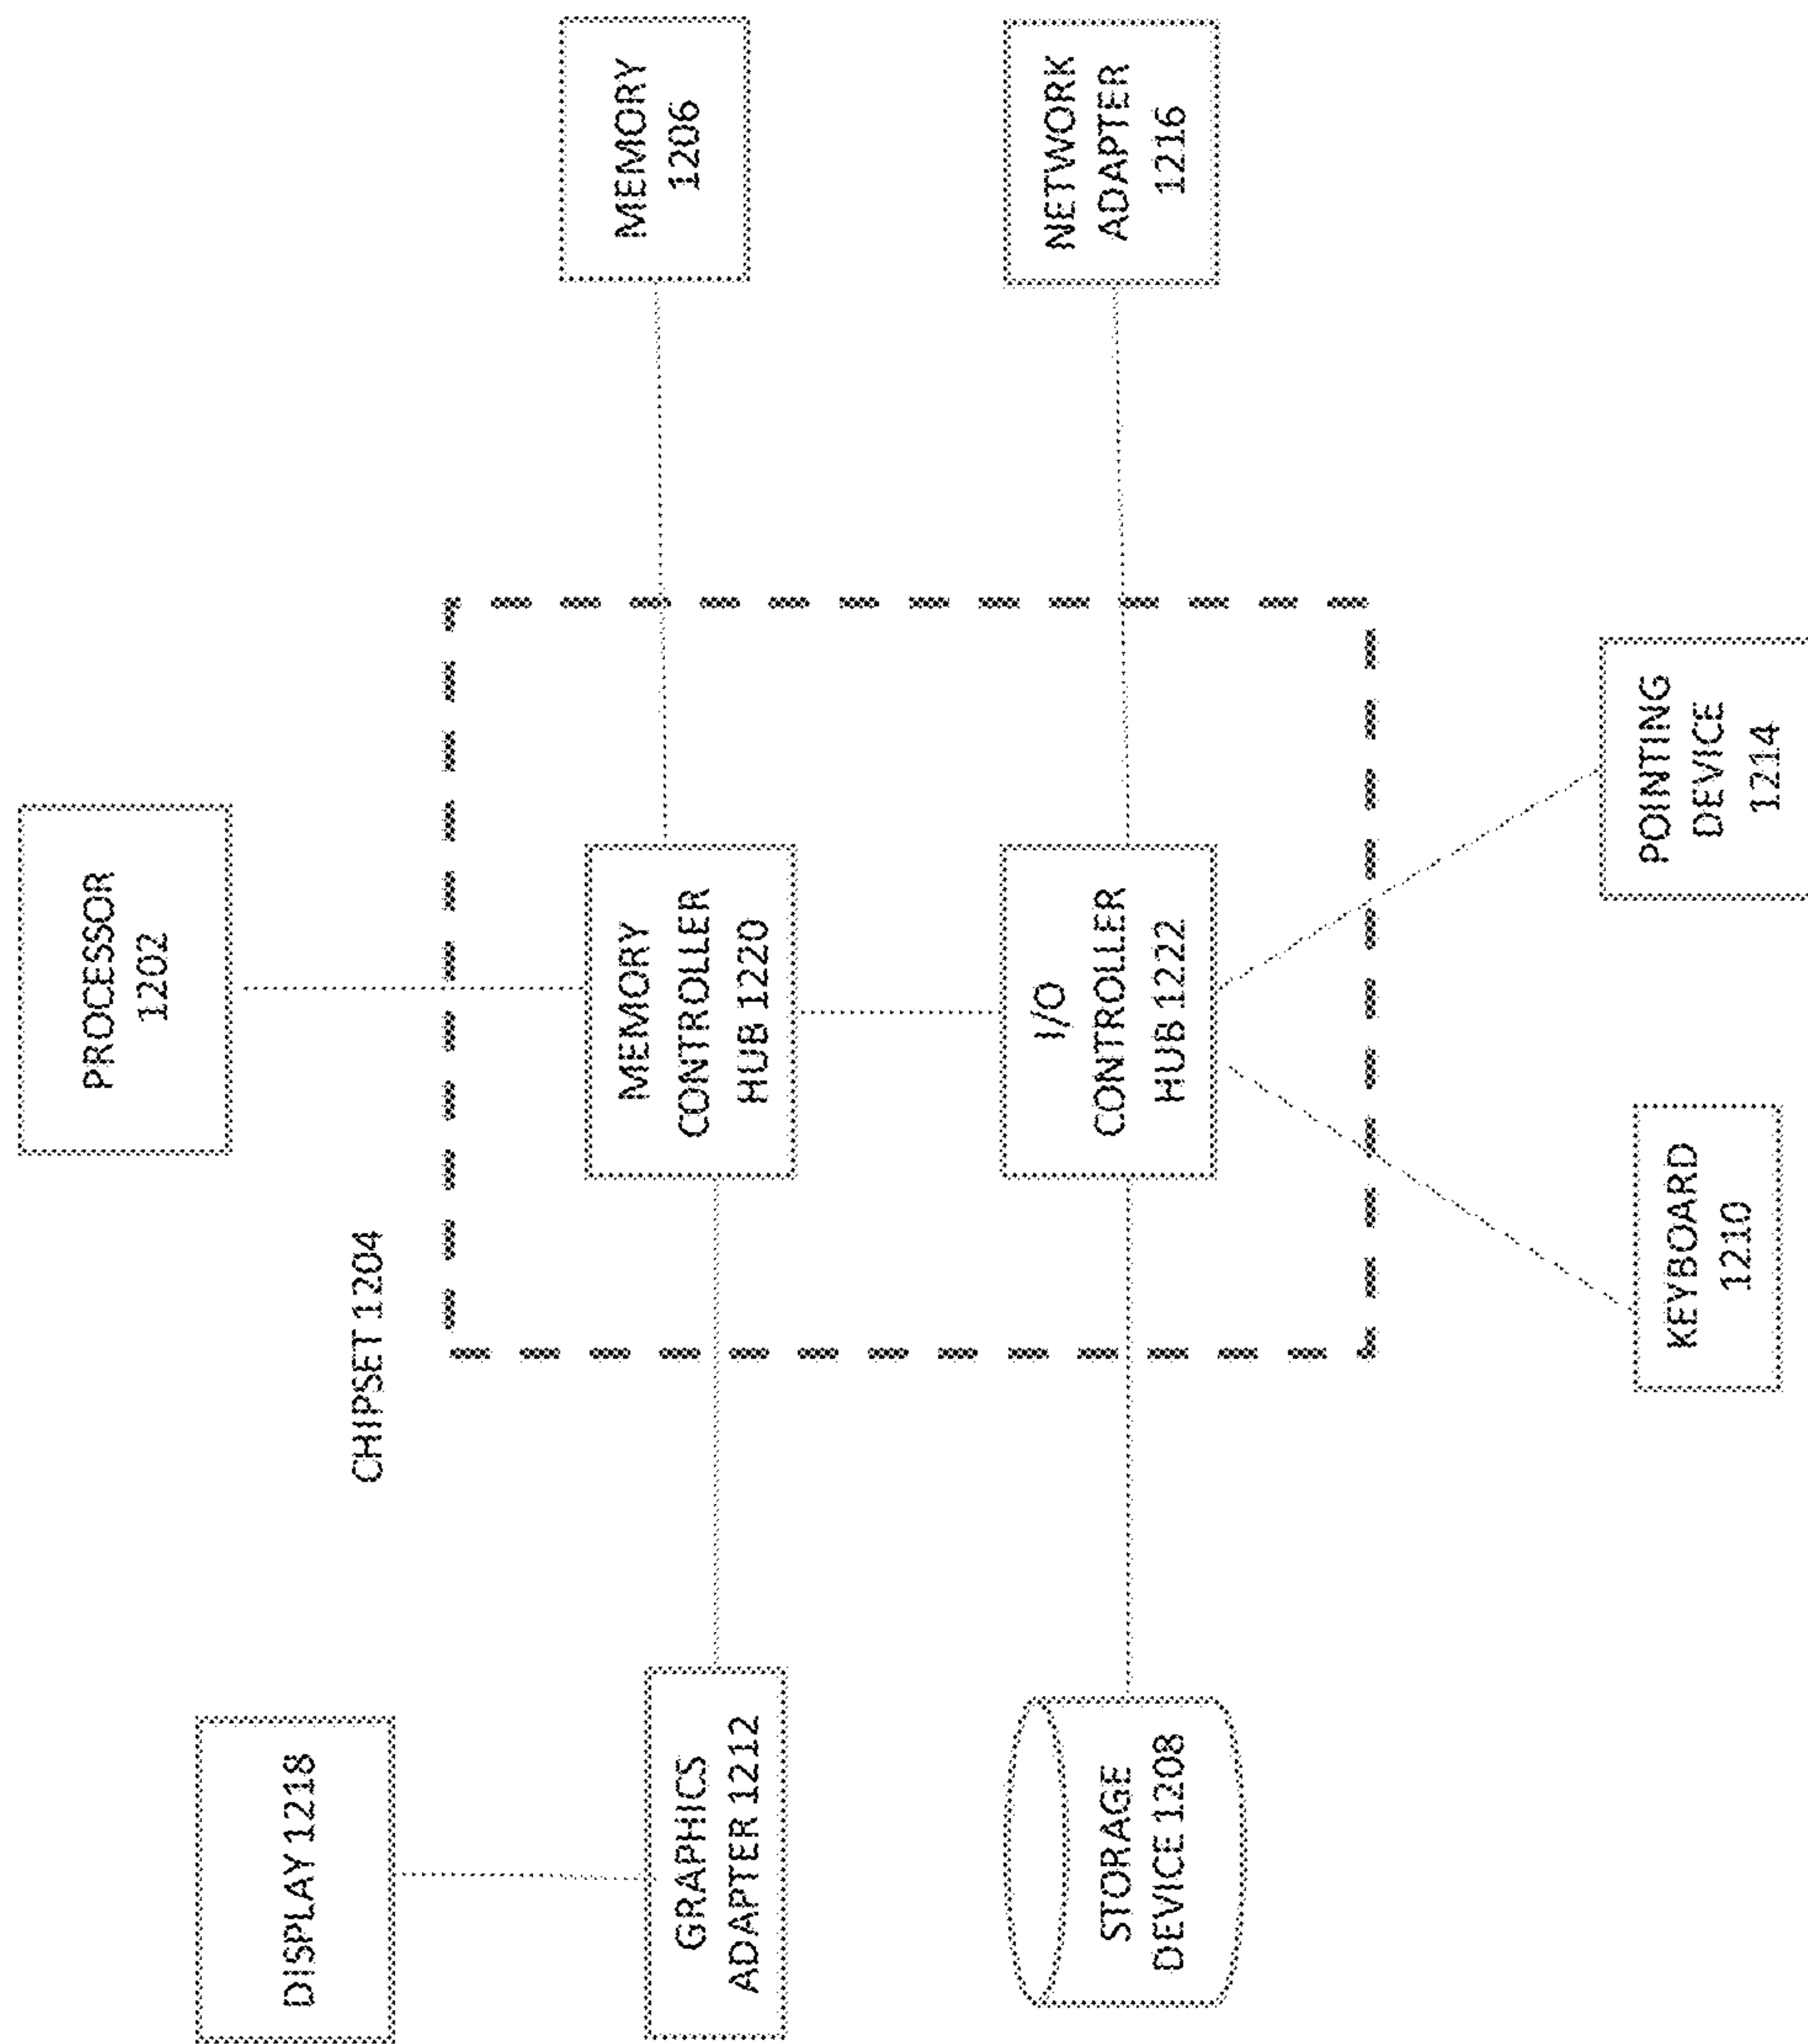 PROCESSOR
1202
DISPLAY 1218
CHIPSET 1204
GRAPHICS
ADAPTER 1212
MEMORY
CONTROLLER
HUB 1220
MEMORY
1206
STORAGE
DEVICE 1208
I/O
CONTROLLER
HUB 1222
NETWORK
ADAPTER
1216
KEYBOARD
1210
POINTING
DEVICE
1214